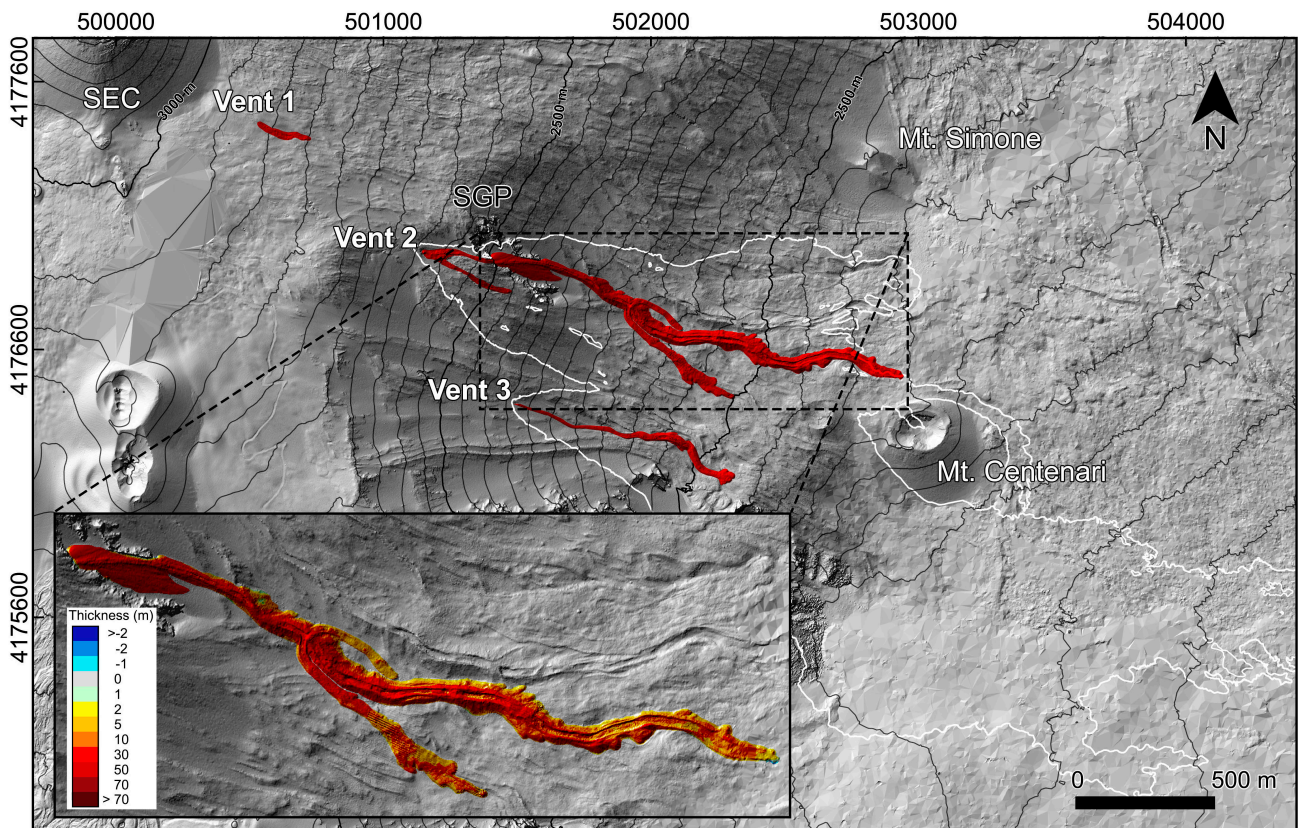 500000 501000 502000 503000 504000
4177600
4176600
4175600
SEC
3000 m
Vent 1
2500 m
2500 m
Mt. Simone
N
SGP
Vent 2
Vent 3
Mt. Centenari
Thickness (m)
>-2
-2
-1
0
1
2
5
10
30
50
70
> 70
0 500 m